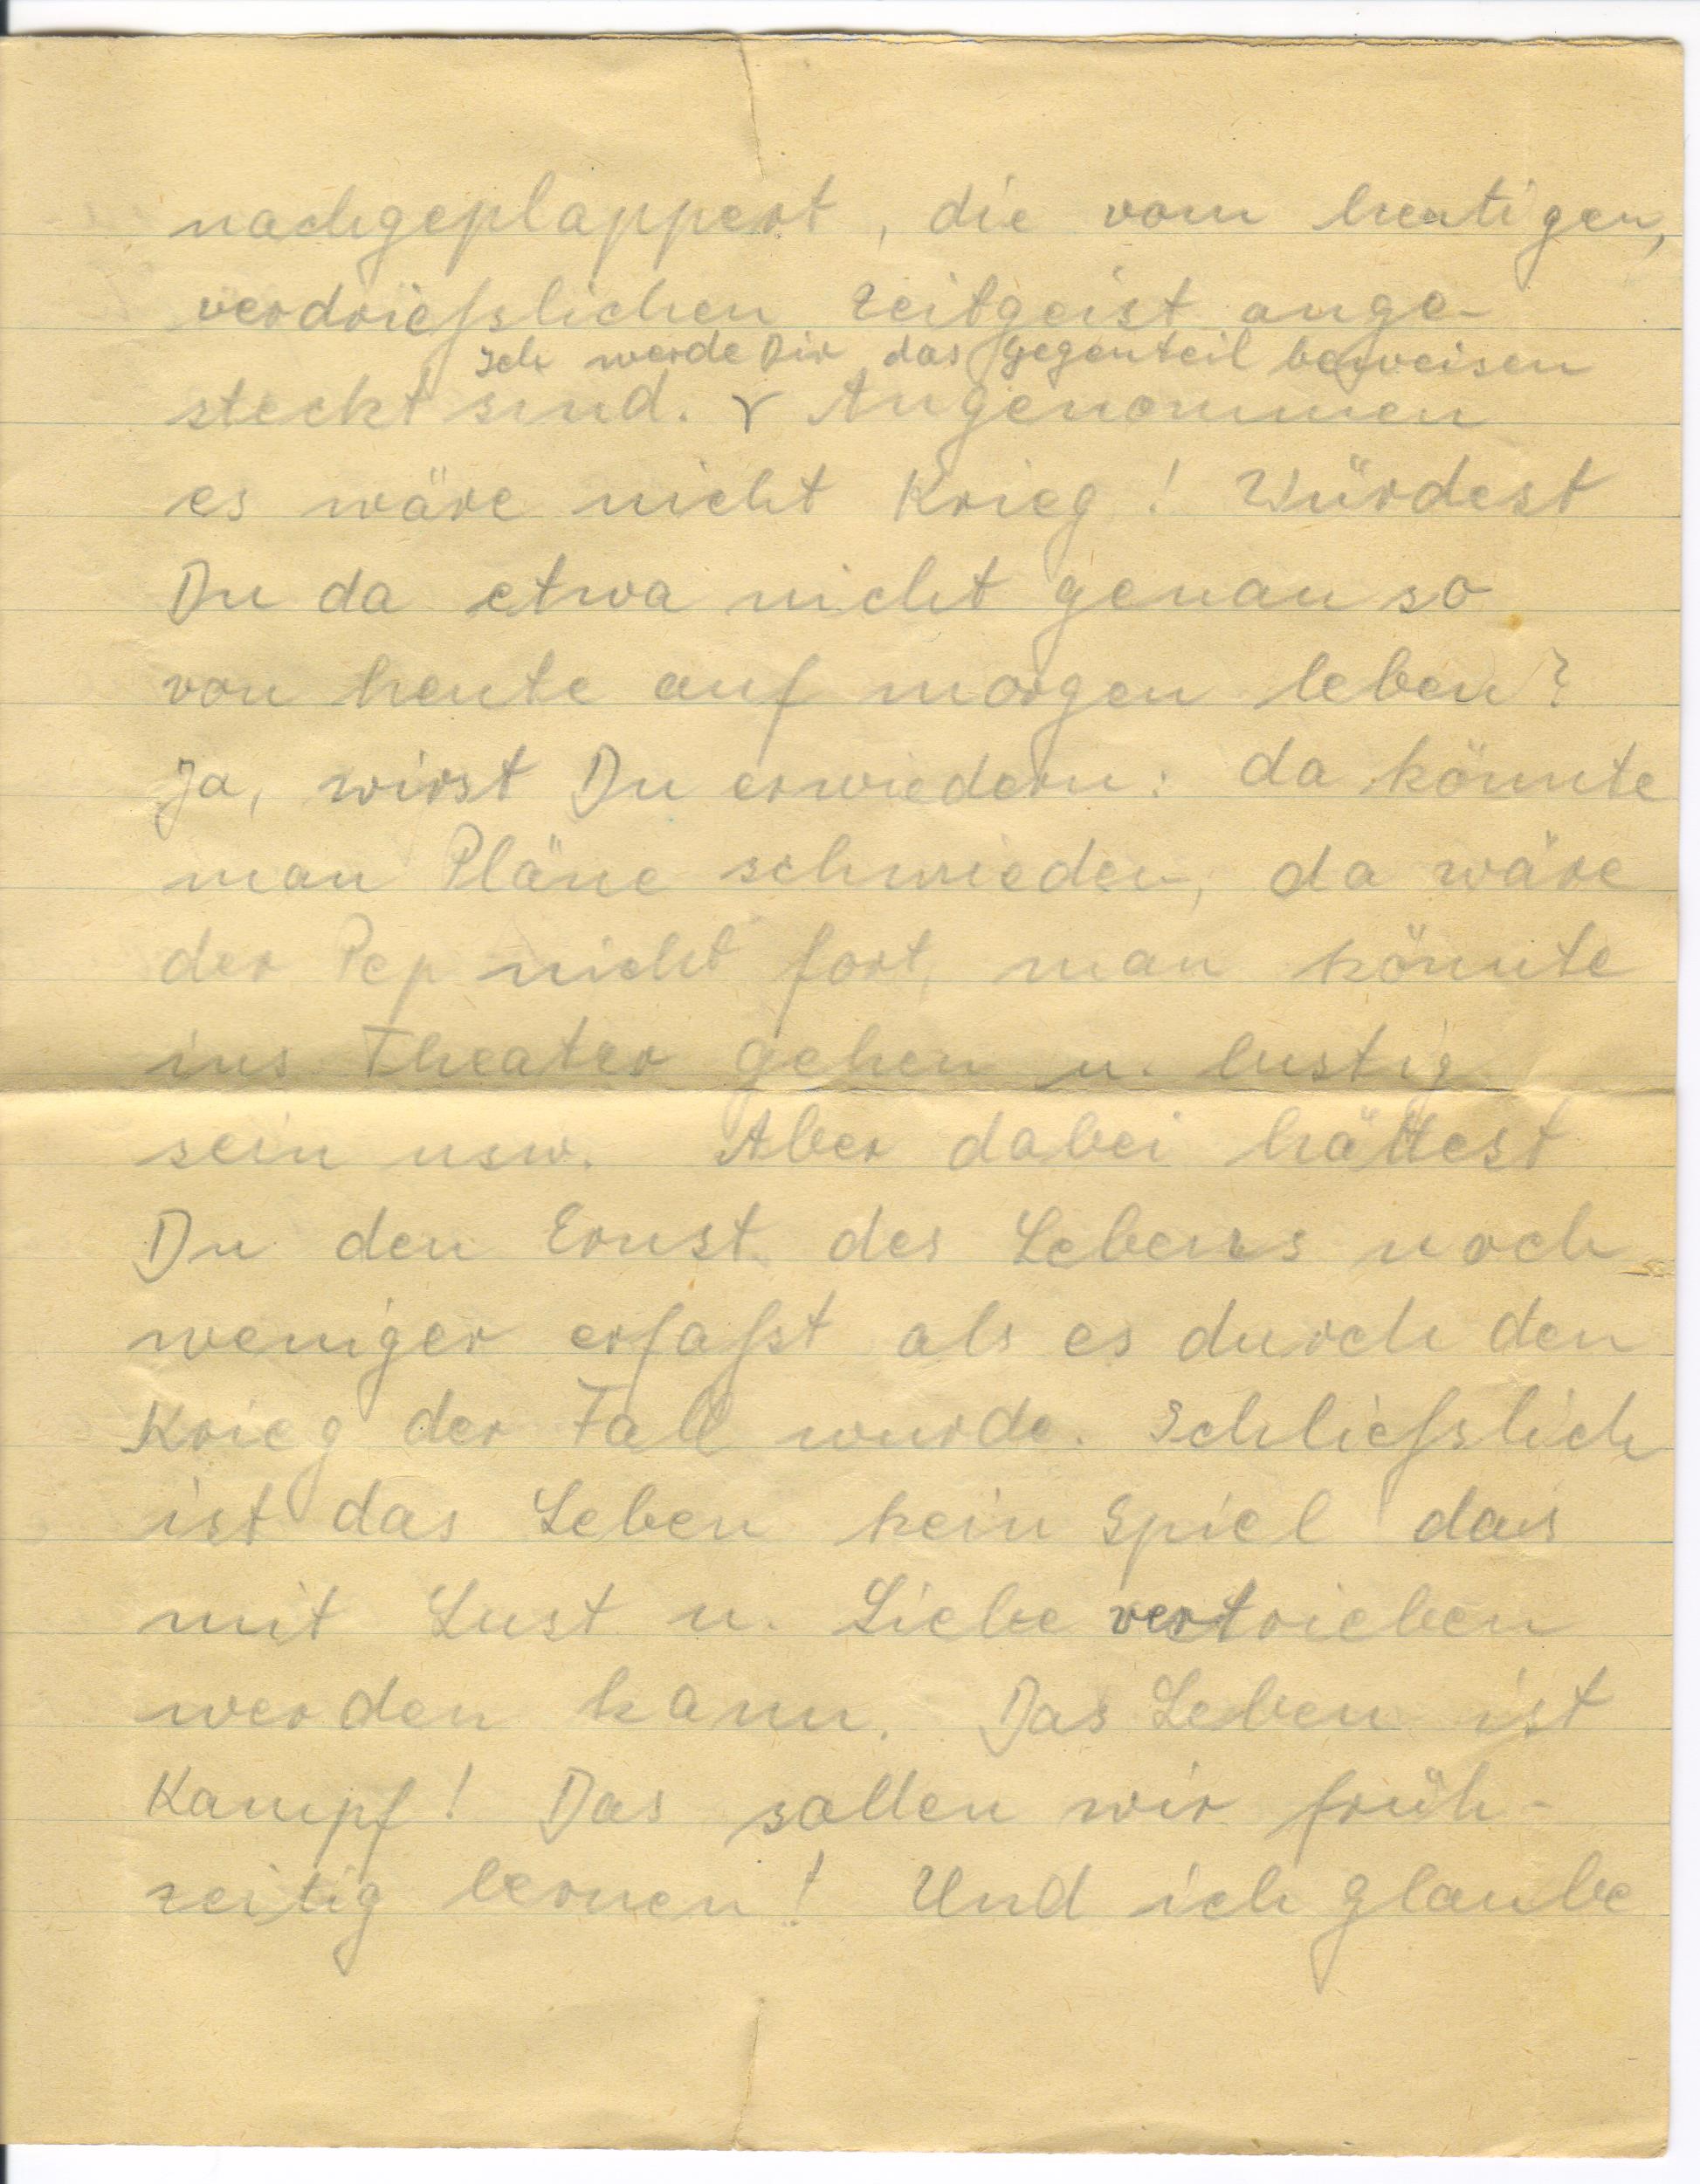 nachgeplappert, die vom heutigen,
verdriesslichen Zeitgeist ange-
Ich werde Dir das Gegenteil beweisen
steckt sind. Angenommen
es wäre nicht Krieg! Würdest
Du da etwa nicht genau so
von heute auf morgen leben?
Ja, wirst Du erwiedern: da könnte
man Pläne schmieden, da wäre
der Pep nicht fort, man könnte
ins Theater gehen u. lustig
sein usw. Aber dabei hättest
Du den Ernst des Lebens noch
weniger erfasst als es durch den
Krieg der Fall wurde. Schliesslich
ist das Leben kein Spiel das
mit Lust u. Liebe vertrieben
werden kann. Das Leben ist
Kampf! Das sollen wir früh-
zeitig lernen! Und ich glaube